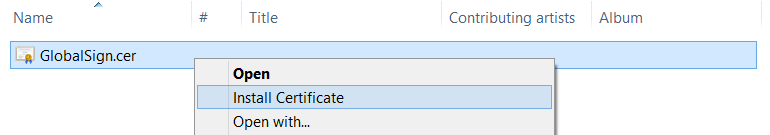 Name # Title Contributing artists Album
GlobalSign.cer
Open
Install Certificate
Open with...